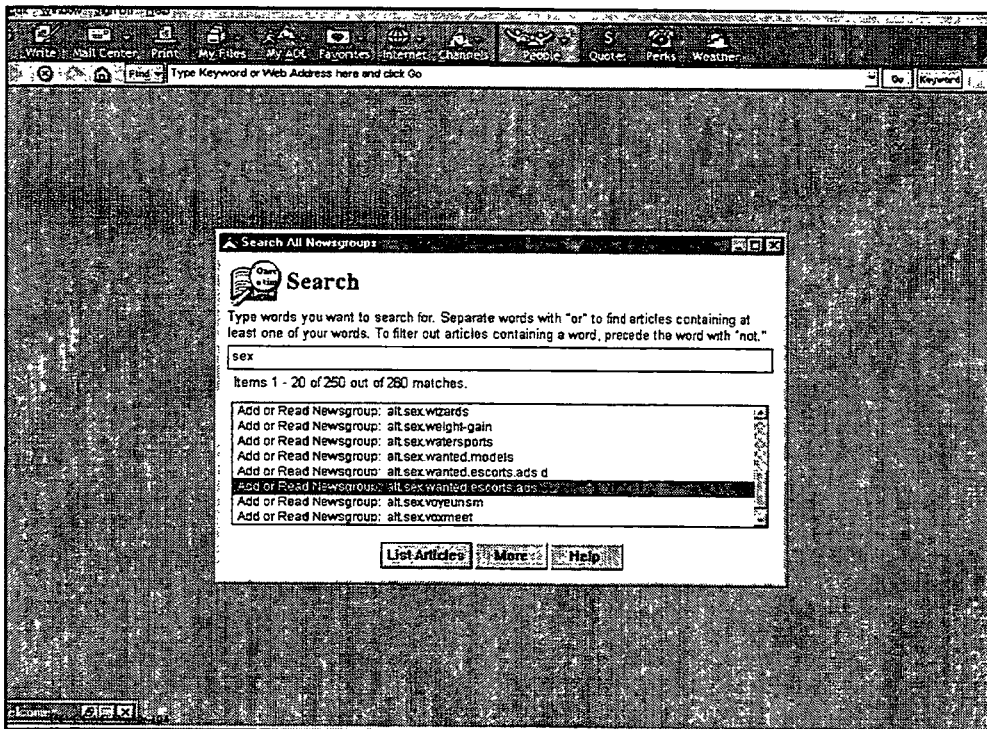 Edit Window Sign Off Help
Write Mail Center Print My Files My AOL Favorites Internet Channels People Quotes Perks Weather
Find Type Keyword or Web Address here and click Go Go Keyword
Search All Newsgroups
Once
a time
Search
Type words you want to search for. Separate words with "or" to find articles containing at
least one of your words. To filter out articles containing a word, precede the word with "not."
sex
Items 1 - 20 of 250 out of 280 matches.
Add or Read Newsgroup: alt.sex.wizards
Add or Read Newsgroup: alt.sex.weight-gain
Add or Read Newsgroup: alt.sex.watersports
Add or Read Newsgroup: alt.sex.wanted.models
Add or Read Newsgroup: alt.sex.wanted.escorts.ads.d
Add or Read Newsgroup: alt.sex.wanted.escorts.ads
Add or Read Newsgroup: alt.sex.voyeurism
Add or Read Newsgroup: alt.sex.voxmeet
List Articles More Help